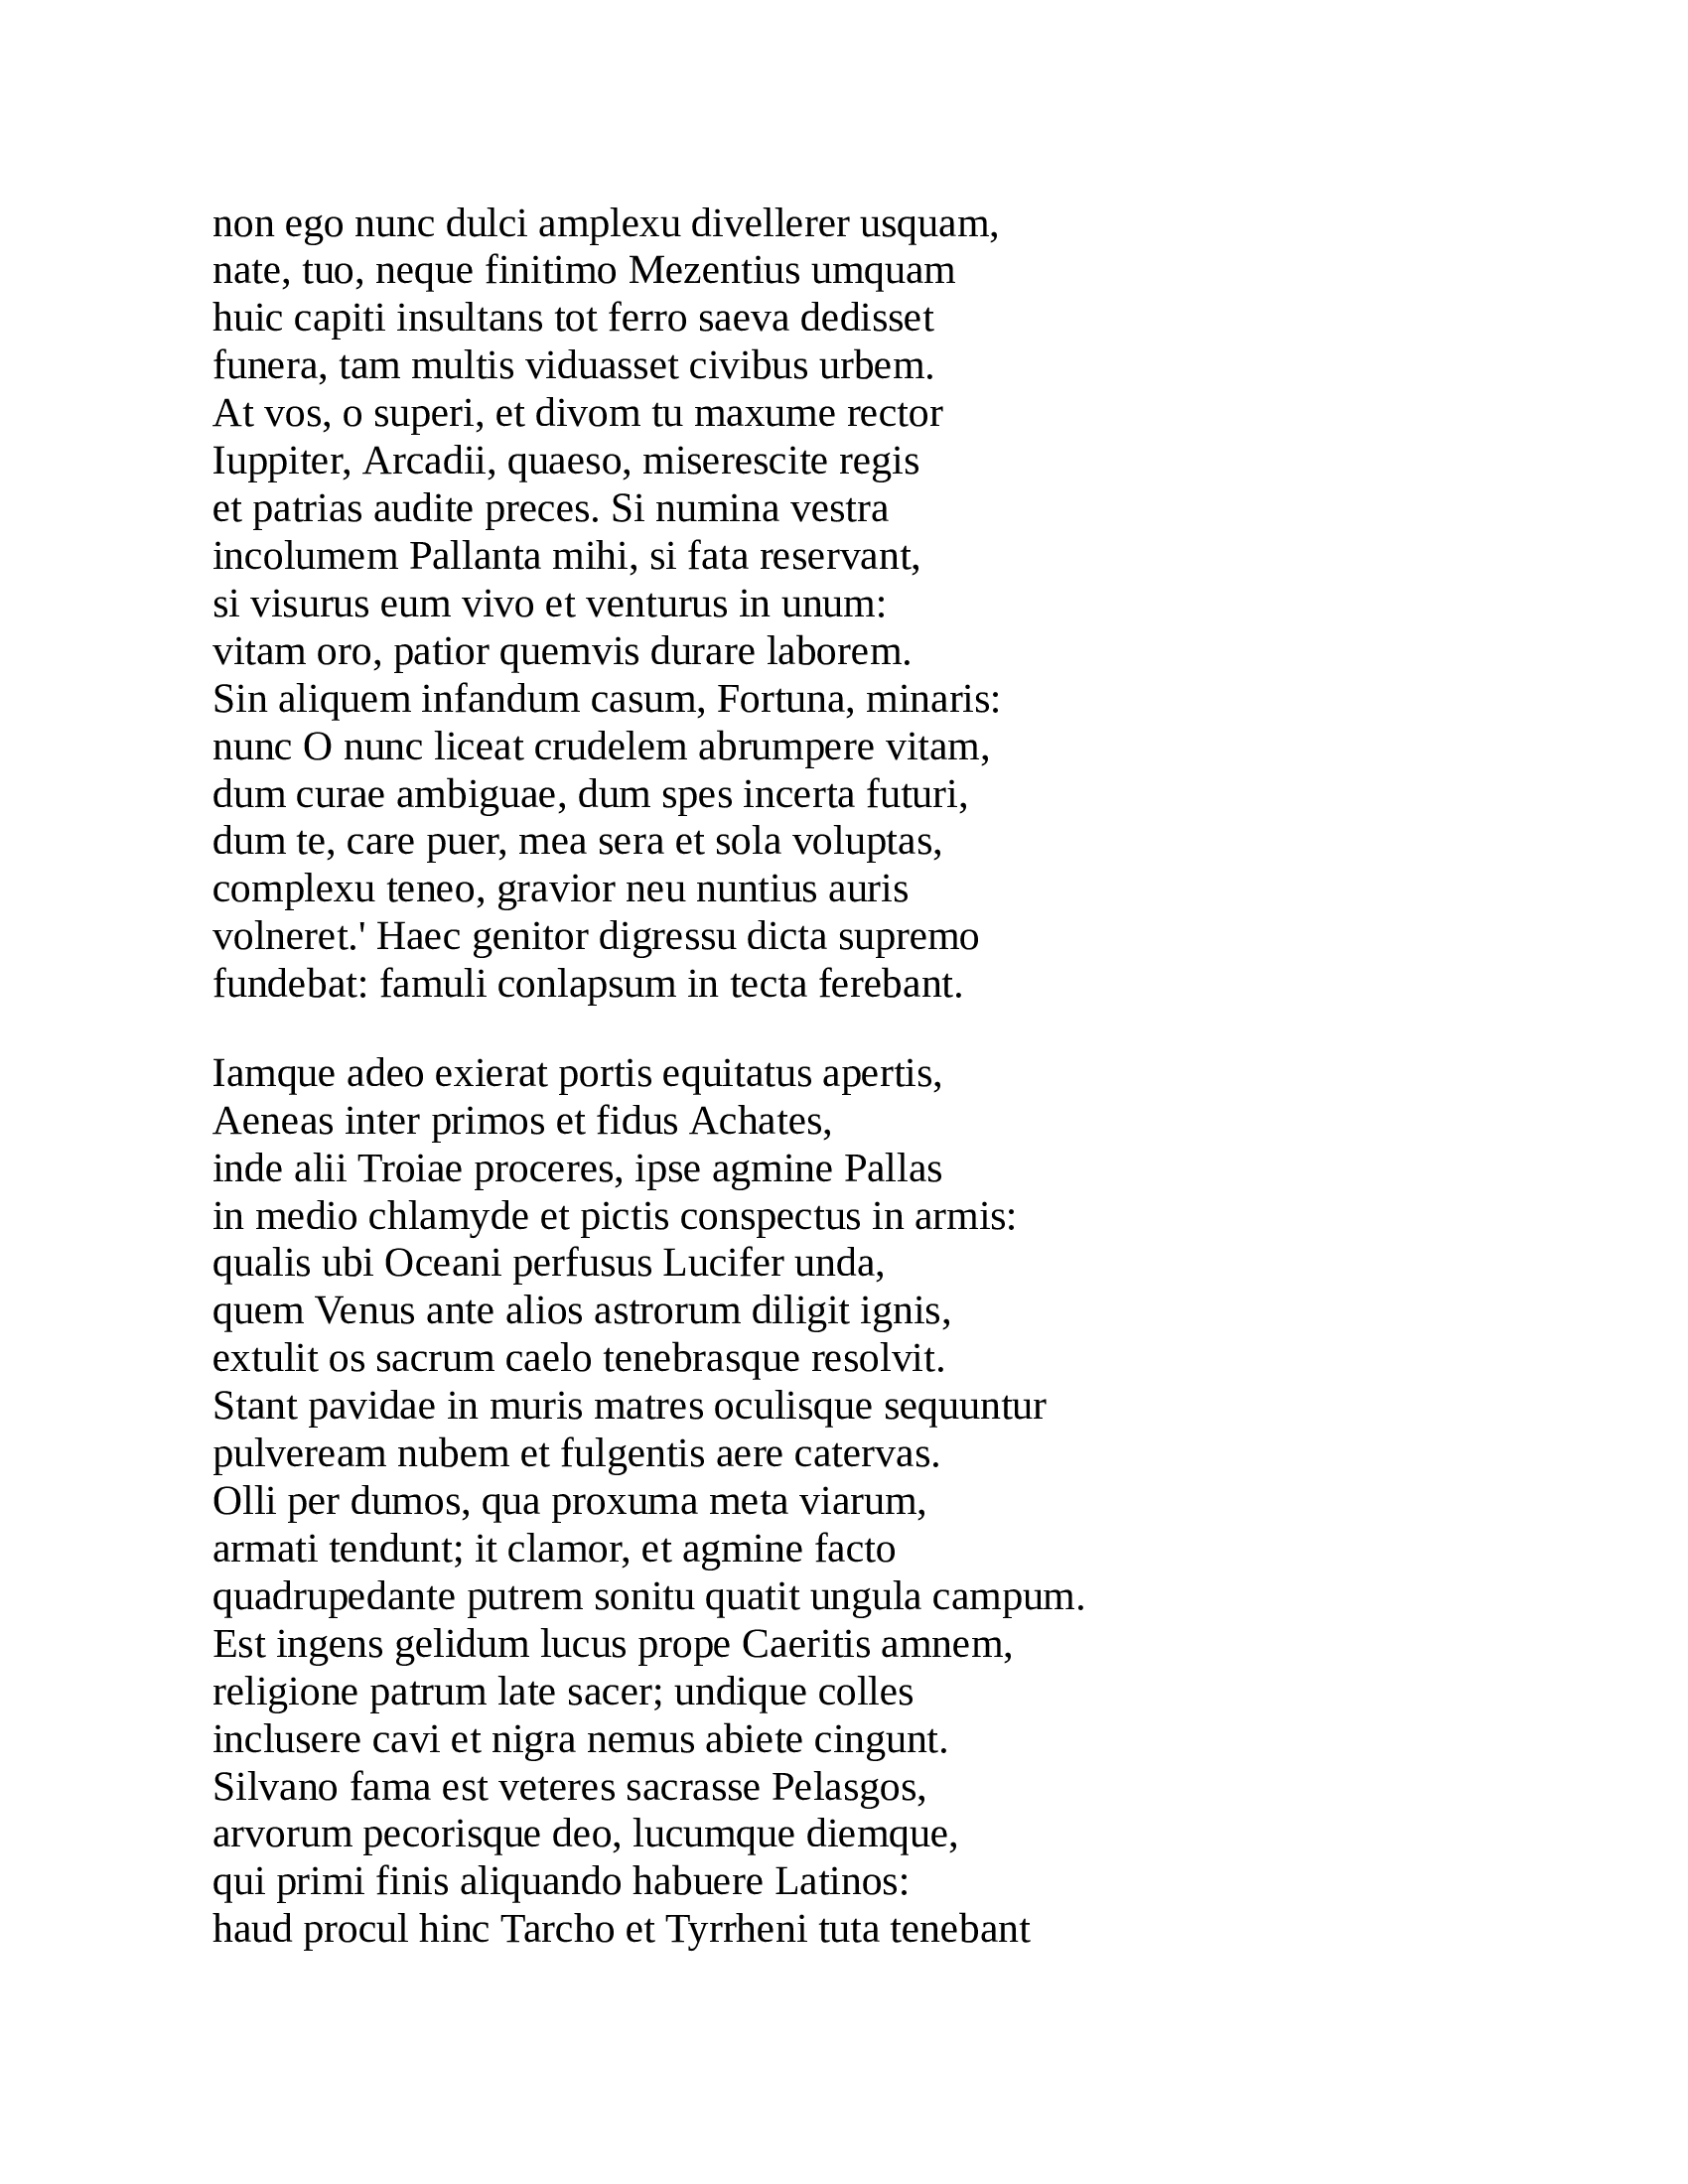 non ego nunc dulci amplexu divellerer usquam,
nate, tuo, neque finitimo Mezentius umquam
huic capiti insultans tot ferro saeva dedisset
funera, tam multis viduasset civibus urbem.
At vos, o superi, et divom tu maxume rector
Iuppiter, Arcadii, quaeso, miserescite regis
et patrias audite preces. Si numina vestra
incolumem Pallanta mihi, si fata reservant,
si visurus eum vivo et venturus in unum:
vitam oro, patior quemvis durare laborem.
Sin aliquem infandum casum, Fortuna, minaris:
nunc O nunc liceat crudelem abrumpere vitam,
dum curae ambiguae, dum spes incerta futuri,
dum te, care puer, mea sera et sola voluptas,
complexu teneo, gravior neu nuntius auris
volneret.' Haec genitor digressu dicta supremo
fundebat: famuli conlapsum in tecta ferebant.

Iamque adeo exierat portis equitatus apertis,
Aeneas inter primos et fidus Achates,
inde alii Troiae proceres, ipse agmine Pallas
in medio chlamyde et pictis conspectus in armis:
qualis ubi Oceani perfusus Lucifer unda,
quem Venus ante alios astrorum diligit ignis,
extulit os sacrum caelo tenebrasque resolvit.
Stant pavidae in muris matres oculisque sequuntur
pulveream nubem et fulgentis aere catervas.
Olli per dumos, qua proxuma meta viarum,
armati tendunt; it clamor, et agmine facto
quadrupedante putrem sonitu quatit ungula campum.
Est ingens gelidum lucus prope Caeritis amnem,
religione patrum late sacer; undique colles
inclusere cavi et nigra nemus abiete cingunt.
Silvano fama est veteres sacrasse Pelasgos,
arvorum pecorisque deo, lucumque diemque,
qui primi finis aliquando habuere Latinos:
haud procul hinc Tarcho et Tyrrheni tuta tenebant